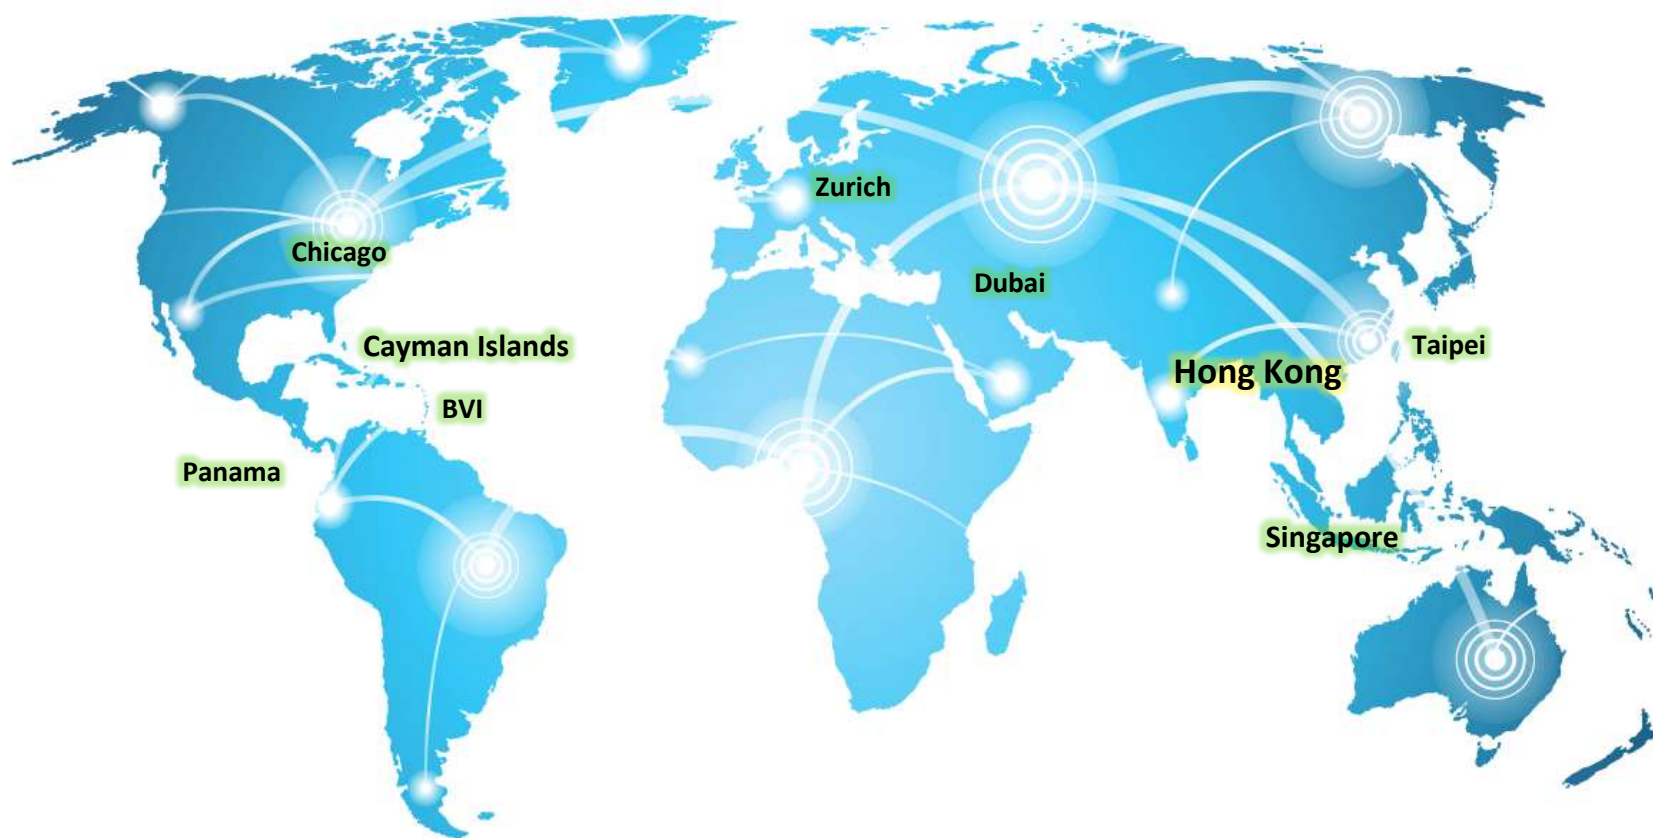 Zurich
Chicago
Dubai
Cayman Islands
Taipei
Hong Kong
BVI
Panama
Singapore